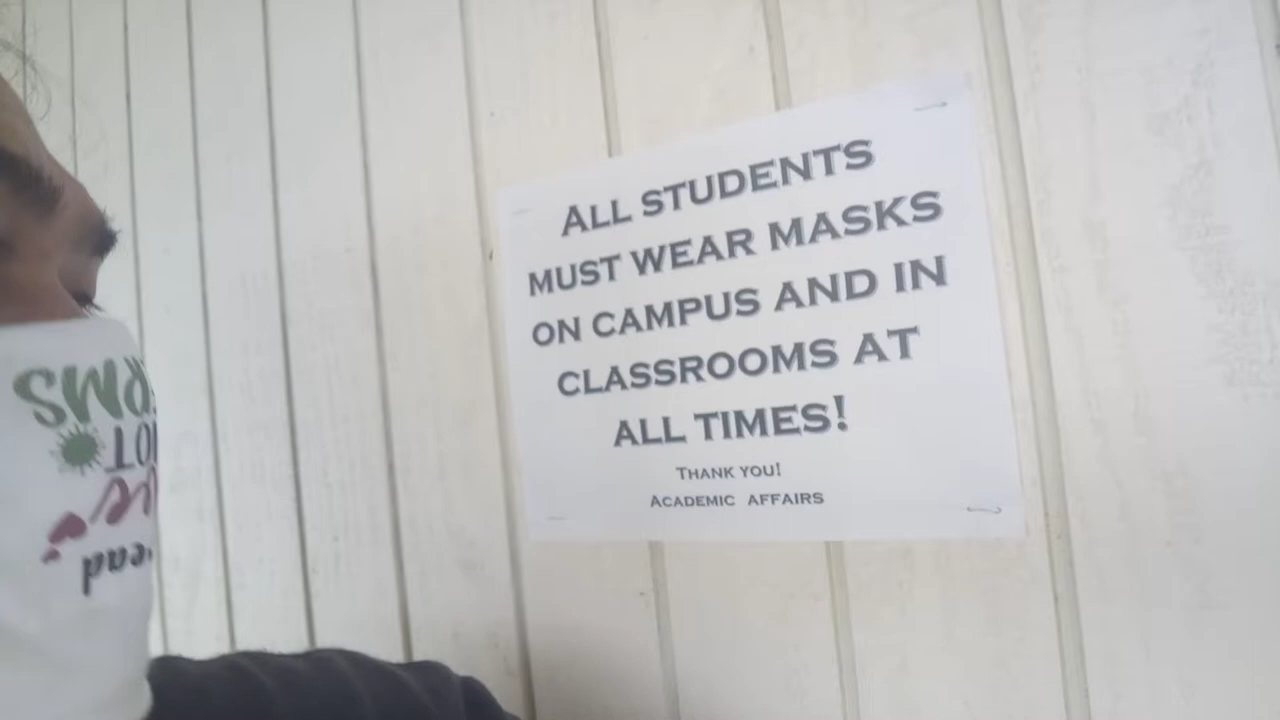 ALL STUDENTS
MUST WEAR MASKS
ON CAMPUS AND IN
CLASSROOMS AT
ALL TIMES!
THANK YOU!
ACADEMIC AFFAIRS